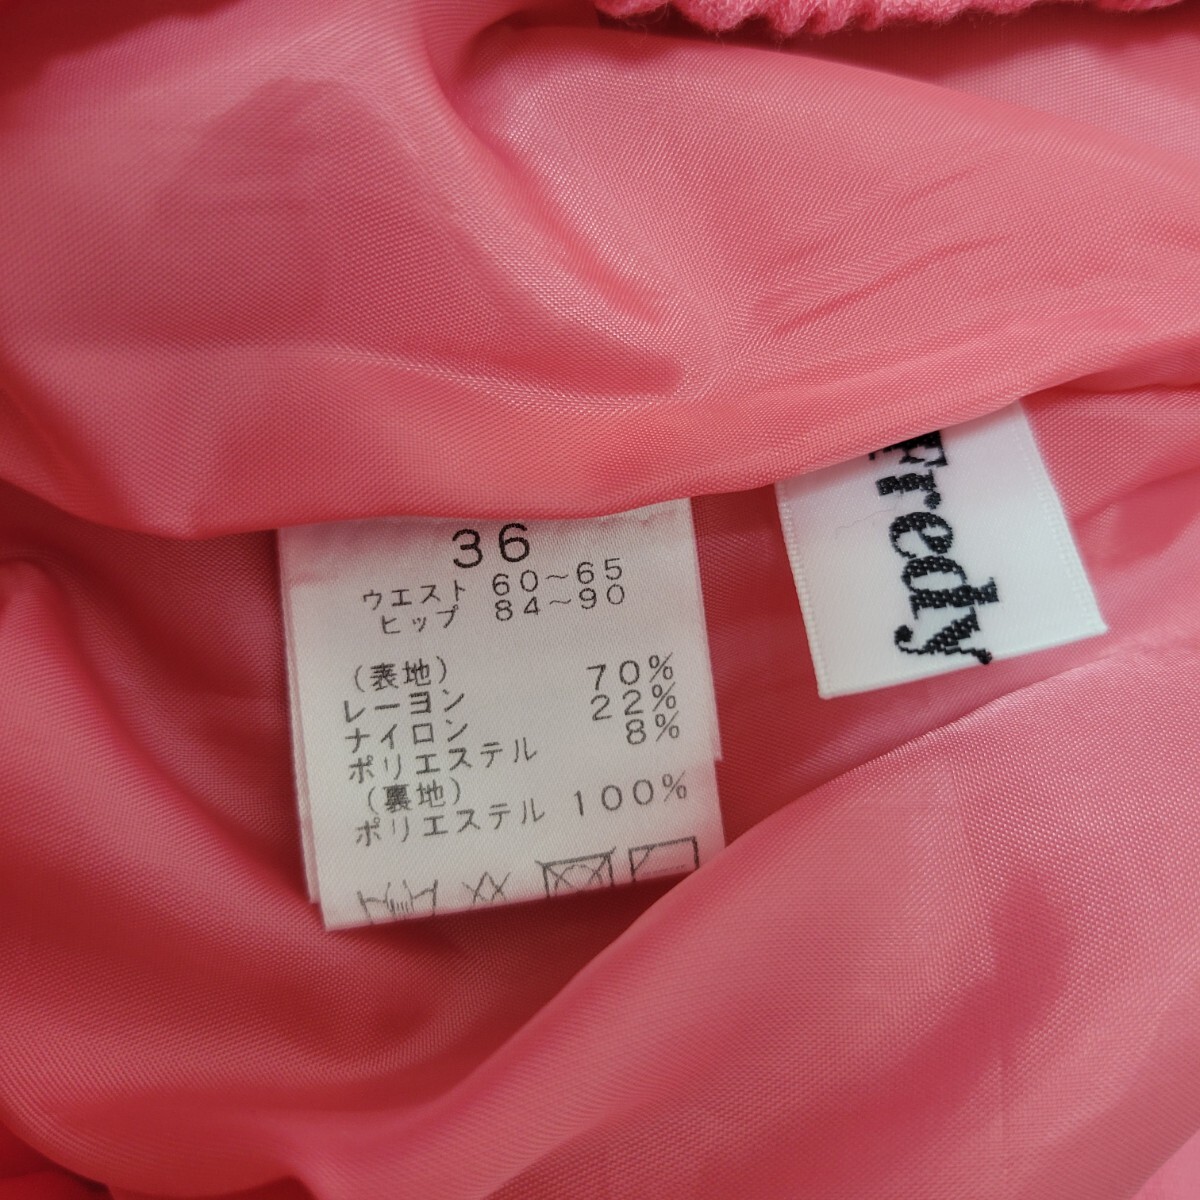 36
ウエスト 60～65
ヒップ 84～90
(表地)
レーヨン 70%
ナイロン 22%
ポリエステル 8%
(裏地)
ポリエステル 100%
Fredy